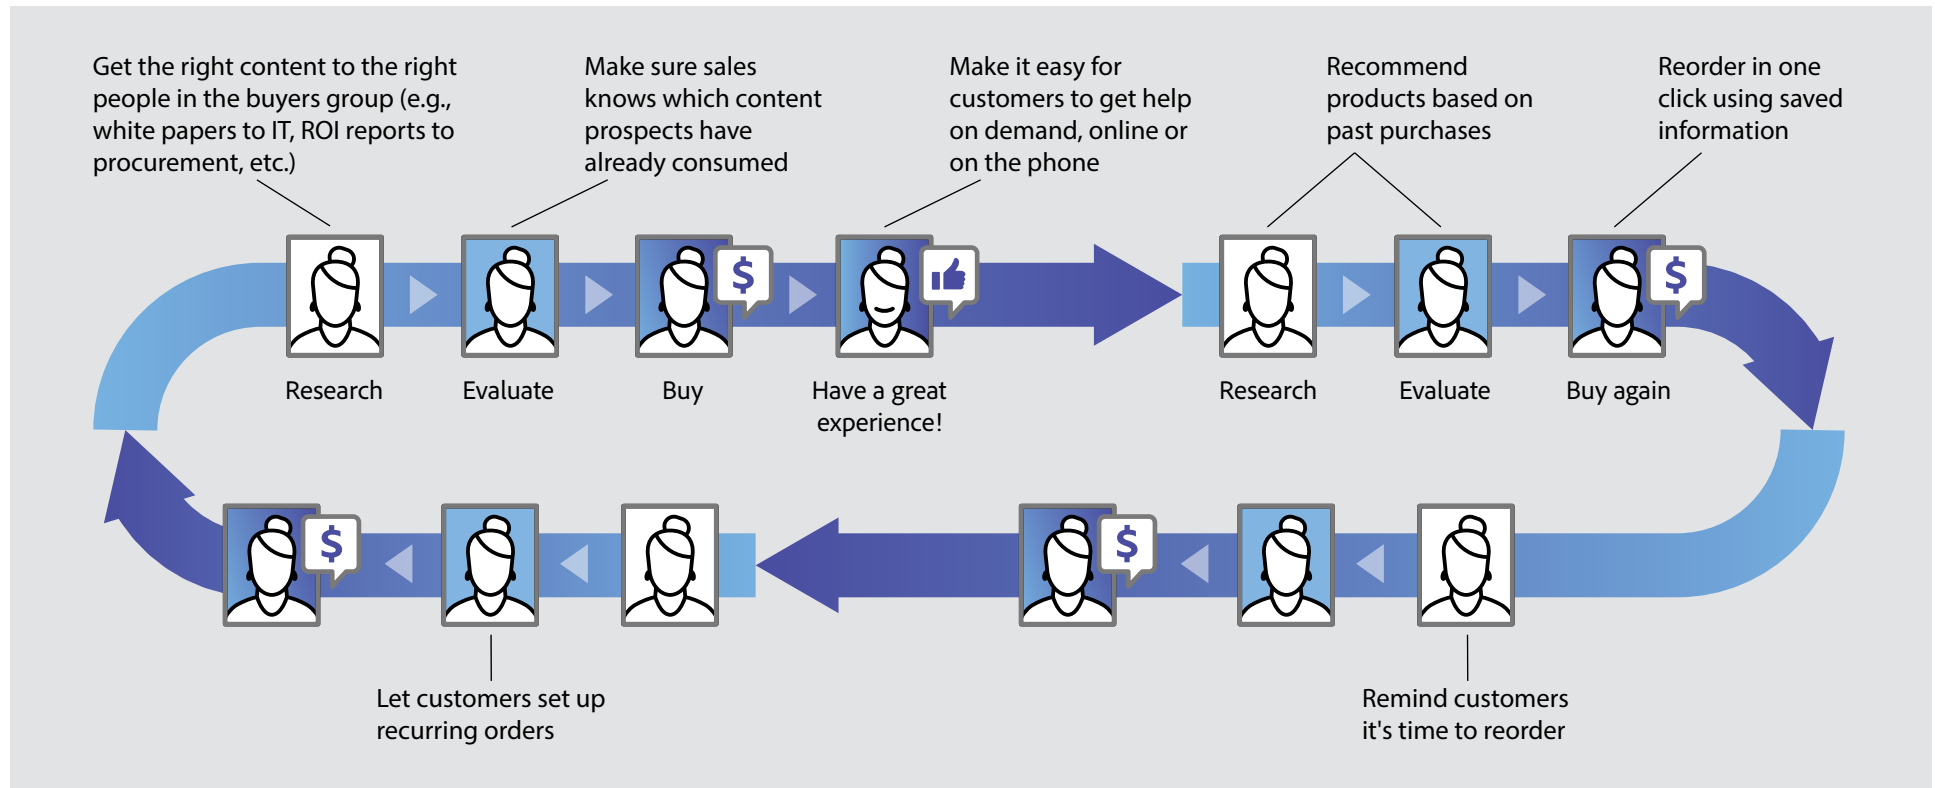 Get the right content to the right
people in the buyers group (e.g.,
white papers to IT, ROI reports to
procurement, etc.)
Make sure sales
knows which content
prospects have
already consumed
Make it easy for
customers to get help
on demand, online or
on the phone
Recommend
products based on
past purchases
Reorder in one
click using saved
information
$
$
Research
Evaluate
Buy
Have a great
experience!
Research
Evaluate
Buy again
$
$
Let customers set up
recurring orders
Remind customers
it's time to reorder